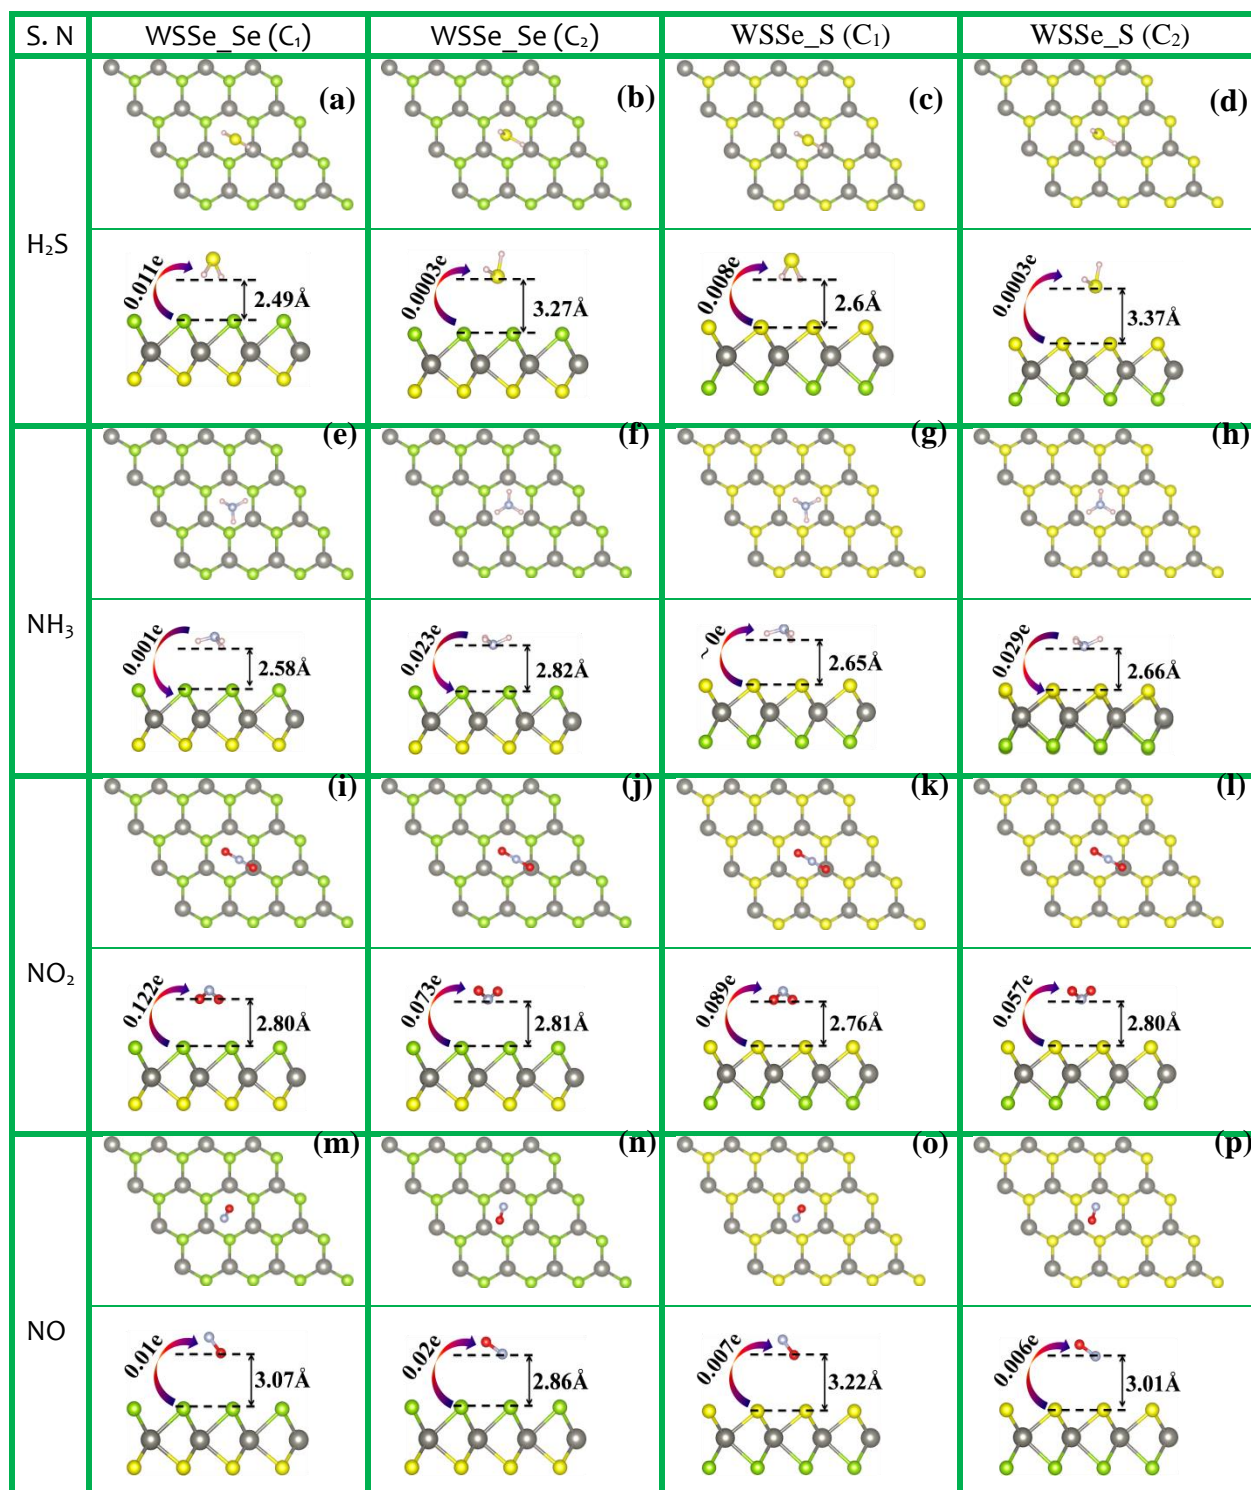 S. N WSSe_Se (C₁) WSSe_Se (C₂) WSSe_S (C₁) WSSe_S (C₂)
(a) (b) (c) (d)
H₂S
0.011e 2.49Å 0.0003e 3.27Å 0.008e 2.6Å 0.0003e 3.37Å
(e) (f) (g) (h)
NH₃
0.001e 2.58Å 0.023e 2.82Å ~ 0e 2.65Å 0.029e 2.66Å
(i) (j) (k) (l)
NO₂
0.122e 2.80Å 0.073e 2.81Å 0.089e 2.76Å 0.057e 2.80Å
(m) (n) (o) (p)
NO
0.01e 3.07Å 0.02e 2.86Å 0.007e 3.22Å 0.006e 3.01Å